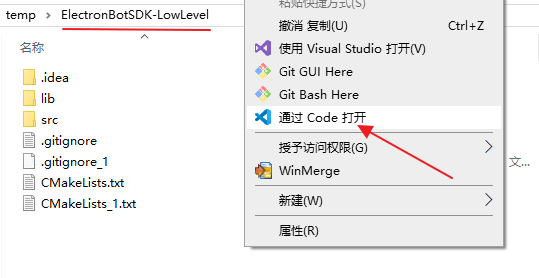 temp › ElectronBotSDK-LowLevel
名称
.idea
lib
src
.gitignore
.gitignore_1
CMakeLists.txt
CMakeLists_1.txt
粘贴快捷方式(S)
撤消 复制(U) Ctrl+Z
使用 Visual Studio 打开(V)
Git GUI Here
Git Bash Here
通过 Code 打开
授予访问权限(G)
WinMerge
新建(W)
属性(R)
文...